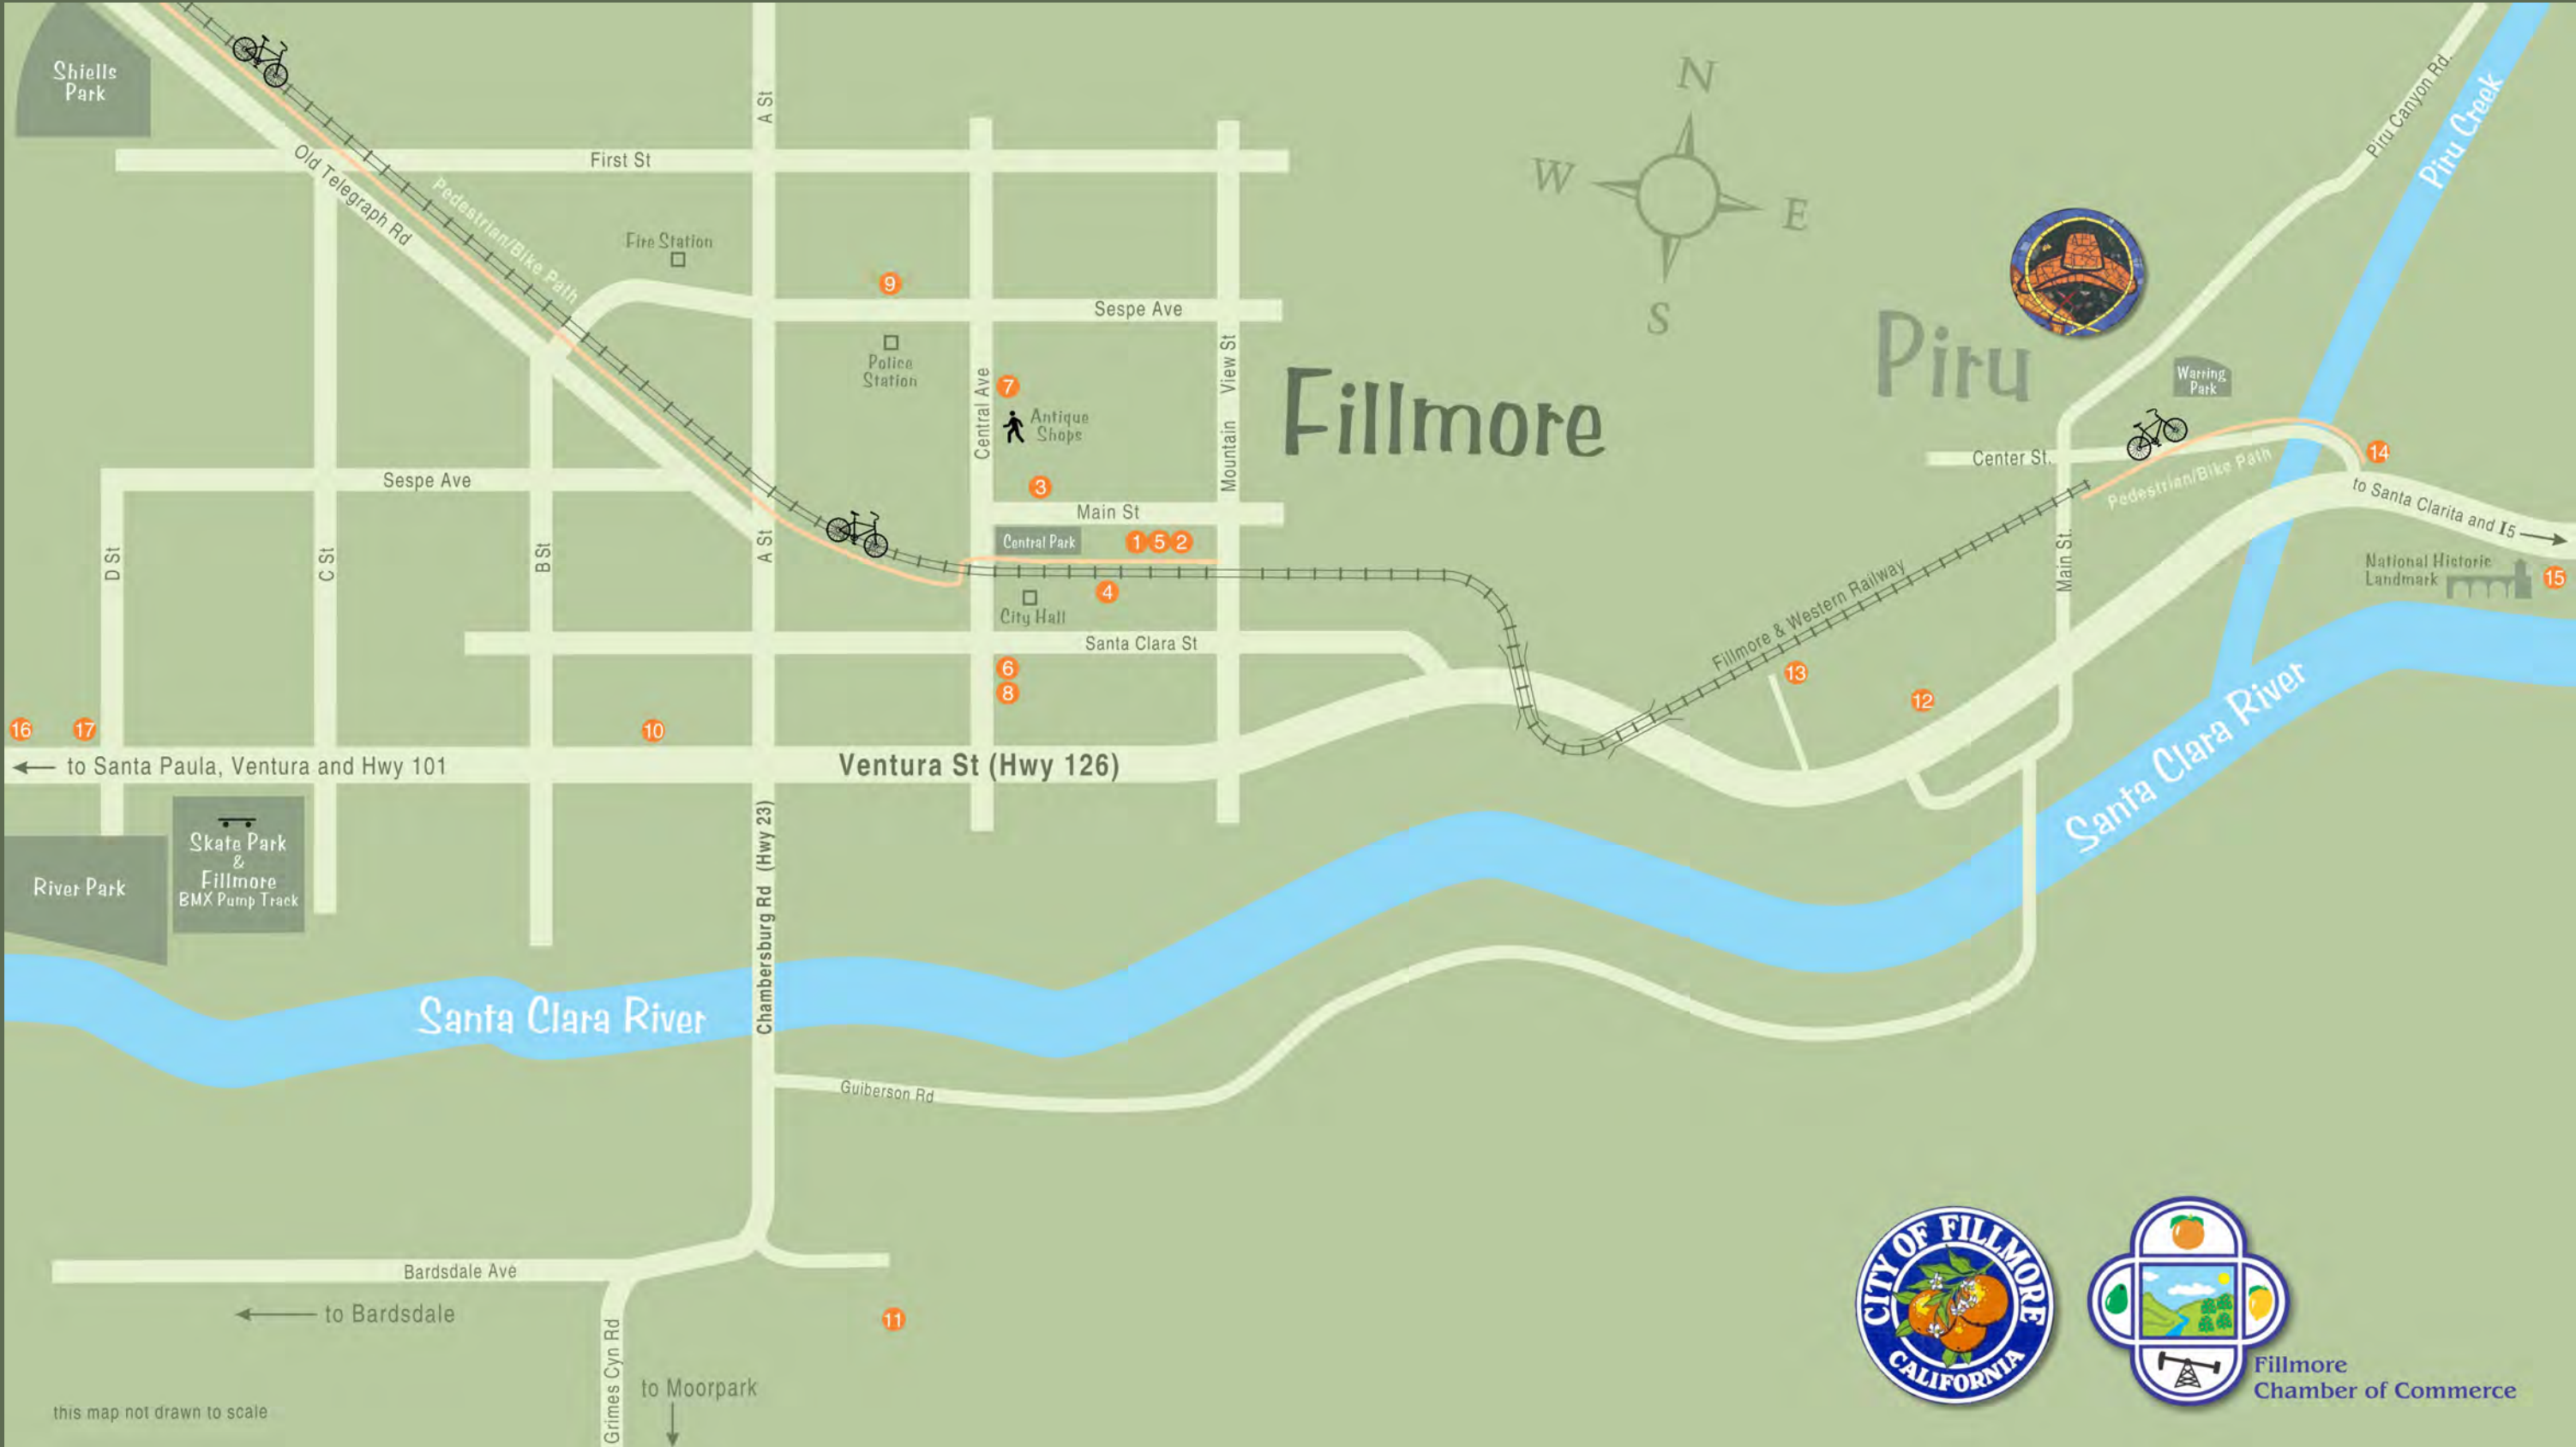 Shiells
Park
A St
First St
Old Telegraph Rd
Pedestrian/Bike Path
Fire Station
9
Sespe Ave
Police
Station
Central Ave
7
Antique
Shops
Mountain View St
3
Main St
Central Park
1 5 2
4
City Hall
Santa Clara St
6
8
Sespe Ave
D St
C St
B St
A St
16
17
10
to Santa Paula, Ventura and Hwy 101
Ventura St (Hwy 126)
River Park
Skate Park
&
Fillmore
BMX Pump Track
Chambersburg Rd (Hwy 23)
Santa Clara River
Guiberson Rd
Bardsdale Ave
to Bardsdale
Grimes Cyn Rd
to Moorpark
11
this map not drawn to scale
Fillmore
N
W
E
S
Piru
Piru Canyon Rd.
Piru Creek
Warring
Park
Center St.
Pedestrian/Bike Path
14
to Santa Clarita and I5
National Historic
Landmark
15
Main St.
Fillmore & Western Railway
13
12
Santa Clara River
CITY OF FILLMORE
CALIFORNIA
Fillmore
Chamber of Commerce